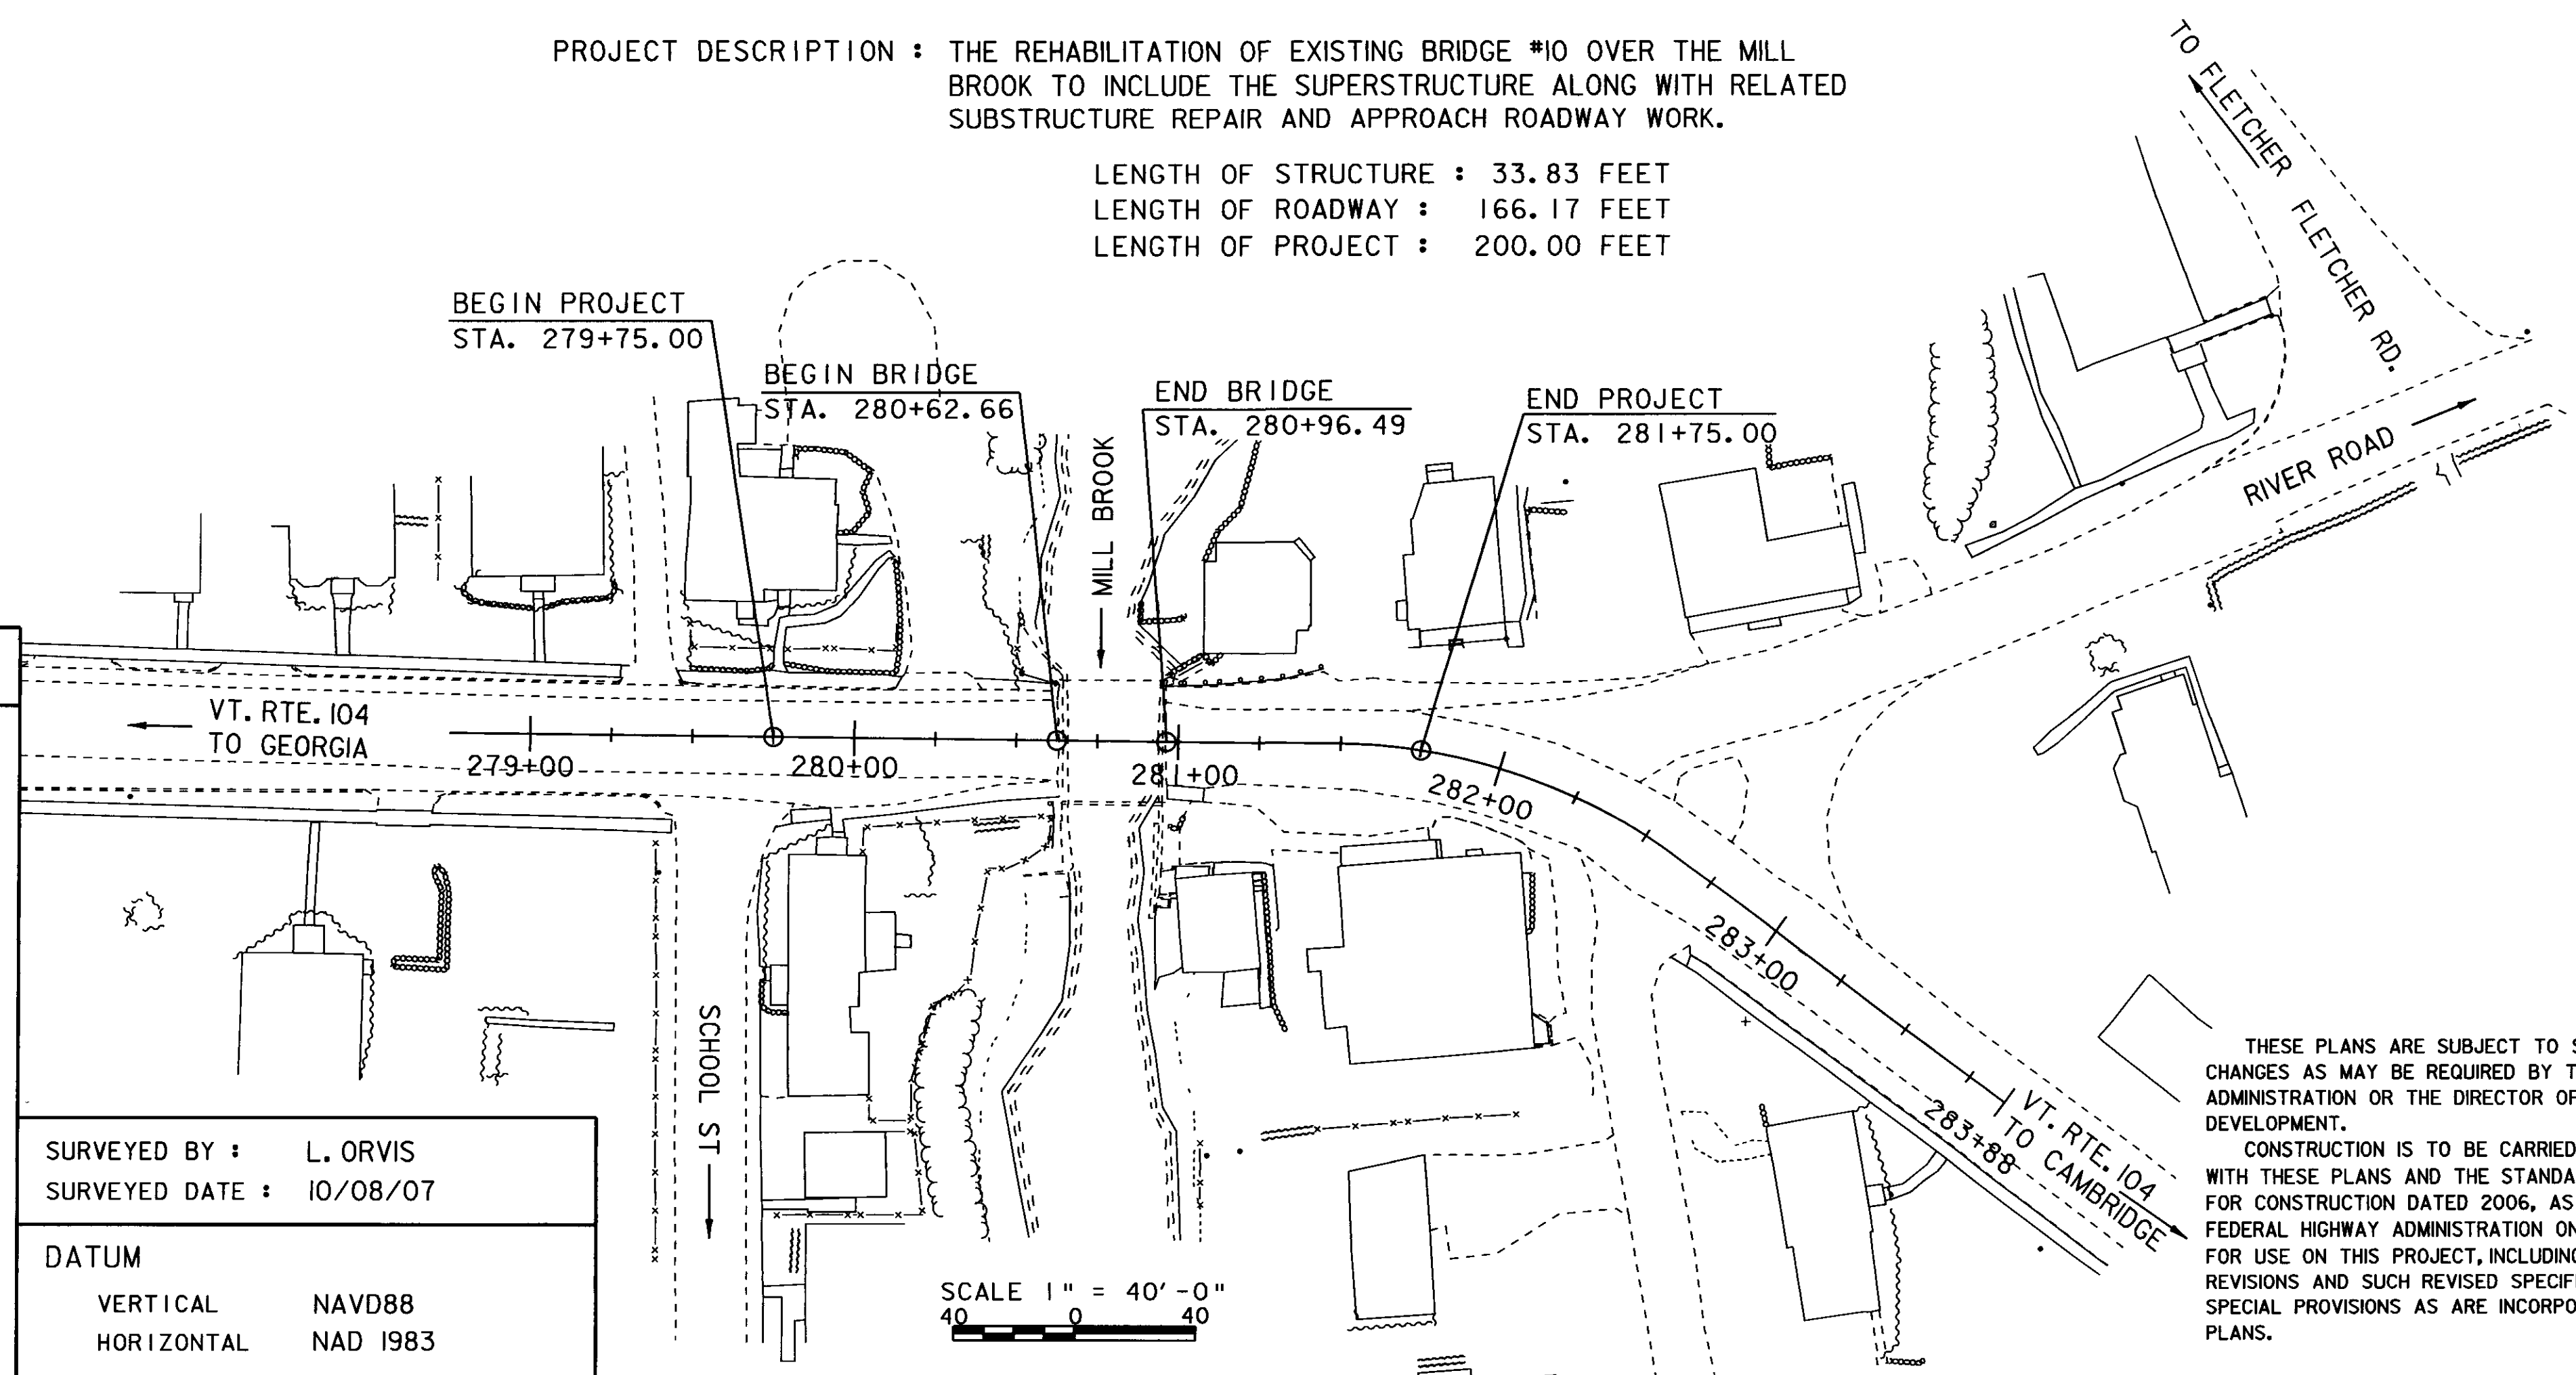 PROJECT DESCRIPTION : THE REHABILITATION OF EXISTING BRIDGE #10 OVER THE MILL
BROOK TO INCLUDE THE SUPERSTRUCTURE ALONG WITH RELATED
SUBSTRUCTURE REPAIR AND APPROACH ROADWAY WORK.
LENGTH OF STRUCTURE : 33.83 FEET
LENGTH OF ROADWAY : 166.17 FEET
LENGTH OF PROJECT : 200.00 FEET
TO FLETCHER
FLETCHER RD.
RIVER ROAD
BEGIN PROJECT
STA. 279+75.00
BEGIN BRIDGE
STA. 280+62.66
END BRIDGE
STA. 280+96.49
END PROJECT
STA. 281+75.00
MILL BROOK
VT. RTE. 104
TO GEORGIA
279+00
280+00
281+00
282+00
283+00
283+88
VT. RTE. 104
TO CAMBRIDGE
SCHOOL ST
SURVEYED BY : L. ORVIS
SURVEYED DATE : 10/08/07
DATUM
VERTICAL NAVD88
HORIZONTAL NAD 1983
SCALE 1" = 40'-0"
40 0 40
THESE PLANS ARE SUBJECT TO S
CHANGES AS MAY BE REQUIRED BY T
ADMINISTRATION OR THE DIRECTOR OF
DEVELOPMENT.
CONSTRUCTION IS TO BE CARRIED
WITH THESE PLANS AND THE STANDA
FOR CONSTRUCTION DATED 2006, AS
FEDERAL HIGHWAY ADMINISTRATION ON
FOR USE ON THIS PROJECT, INCLUDING
REVISIONS AND SUCH REVISED SPECIF
SPECIAL PROVISIONS AS ARE INCORPO
PLANS.